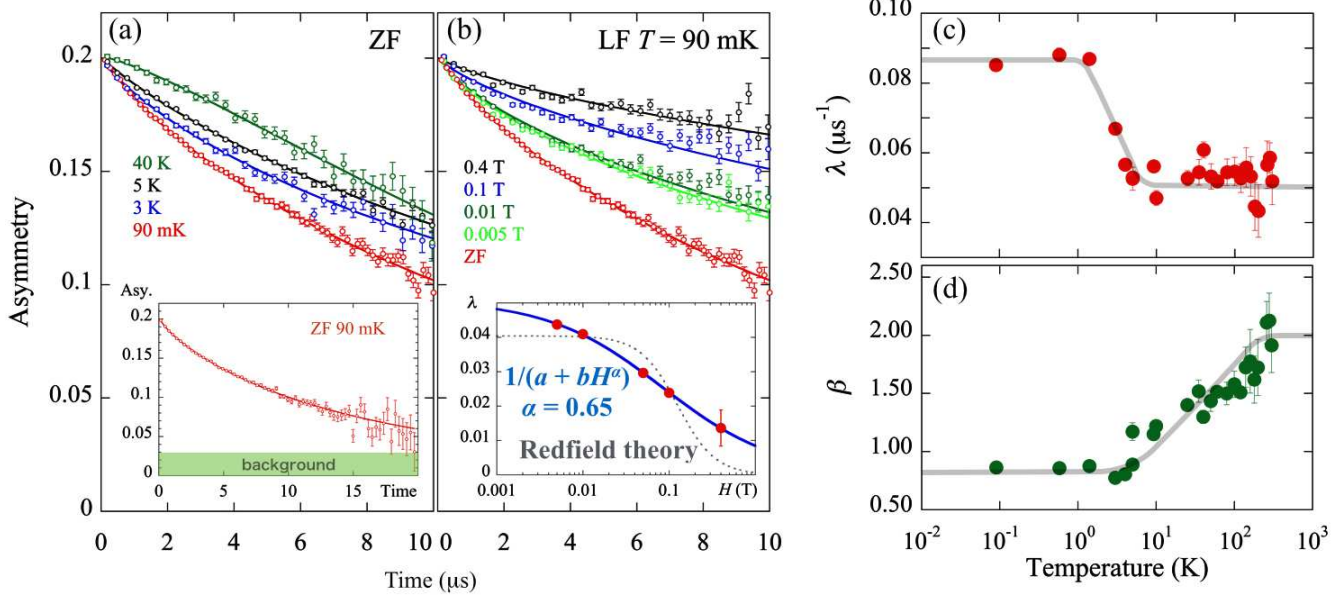 (a)
ZF
0.2
0.15
0.1
0.05
0
Asymmetry
40 K
5 K
3 K
90 mK
Asy.
ZF 90 mK
0.2
0.15
0.1
0.05
0
background
0
5
10
15
Time
0
2
4
6
8
10
(b)
LF T = 90 mK
0.4 T
0.1 T
0.01 T
0.005 T
ZF
λ
0.04
0.03
0.02
0.01
0
1/(a + bH^α)
α = 0.65
Redfield theory
0.001
0.01
0.1
H (T)
0
2
4
6
8
10
Time (μs)
(c)
0.10
0.08
0.06
0.04
λ (μs⁻¹)
(d)
2.50
2.00
1.50
1.00
0.50
β
10⁻²
10⁻¹
10⁰
10¹
10²
10³
Temperature (K)